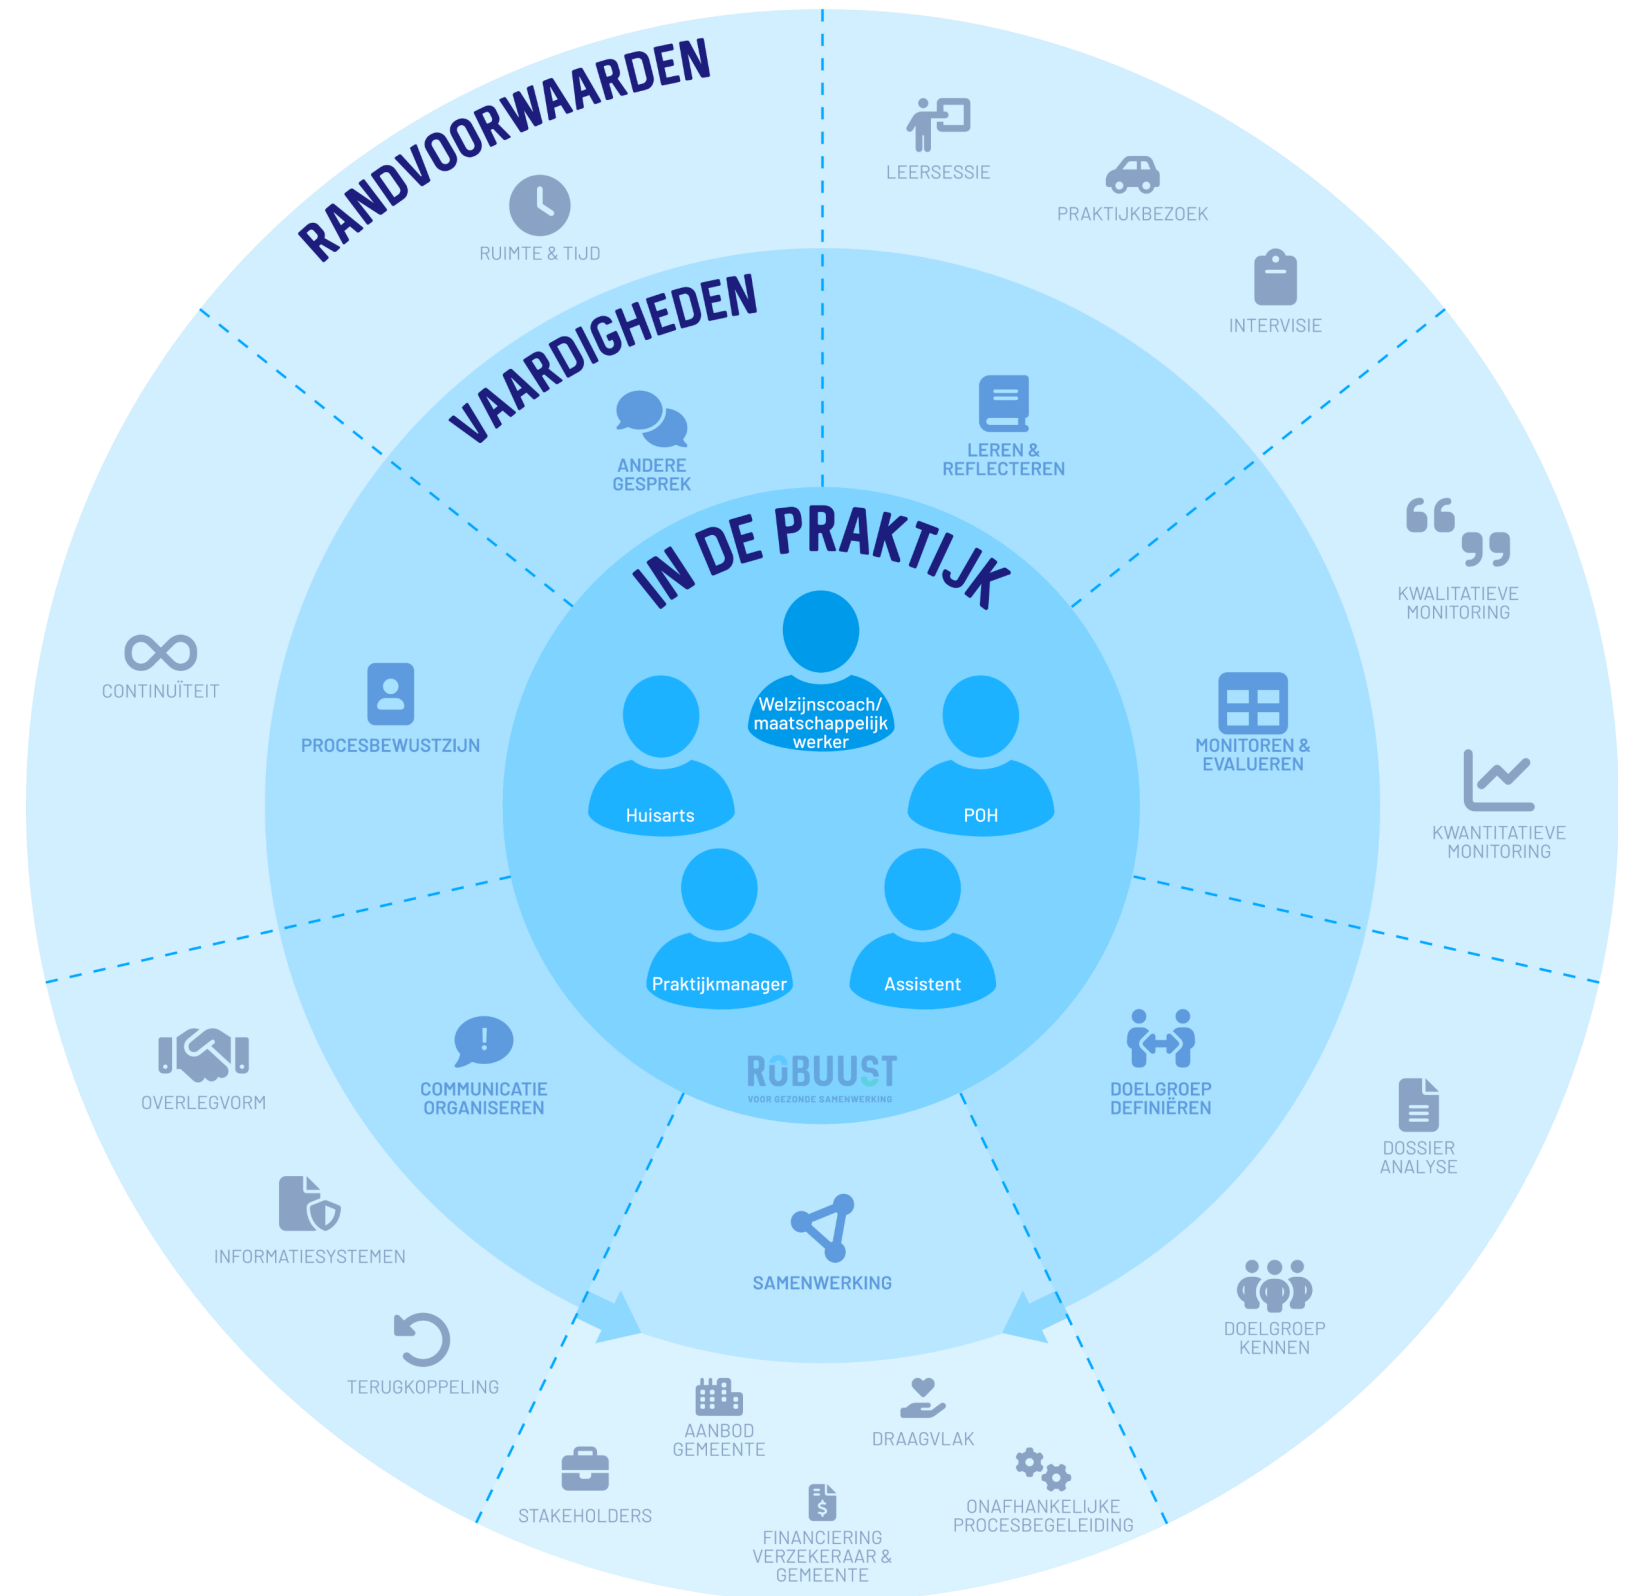 RANDVOORWAARDEN
RUIMTE & TIJD
LEERSESSIE
PRAKTIJKBEZOEK
INTERVISIE
VAARDIGHEDEN
ANDERE
GESPREK
LEREN &
REFLECTEREN
IN DE PRAKTIJK
KWALITATIEVE
MONITORING
CONTINUÏTEIT
PROCESBEWUSTZIJN
Welzijnscoach/
maatschappelijk
werker
MONITOREN &
EVALUEREN
Huisarts
POH
KWANTITATIEVE
MONITORING
Praktijkmanager
Assistent
OVERLEGVORM
COMMUNICATIE
ORGANISEREN
ROBUUST
VOOR GEZONDE SAMENWERKING
DOELGROEP
DEFINIËREN
DOSSIER
ANALYSE
INFORMATIESYSTEMEN
SAMENWERKING
DOELGROEP
KENNEN
TERUGKOPPELING
AANBOD
GEMEENTE
DRAAGVLAK
STAKEHOLDERS
ONAFHANKELIJKE
PROCESBEGELEIDING
FINANCIERING
VERZEKERAAR &
GEMEENTE